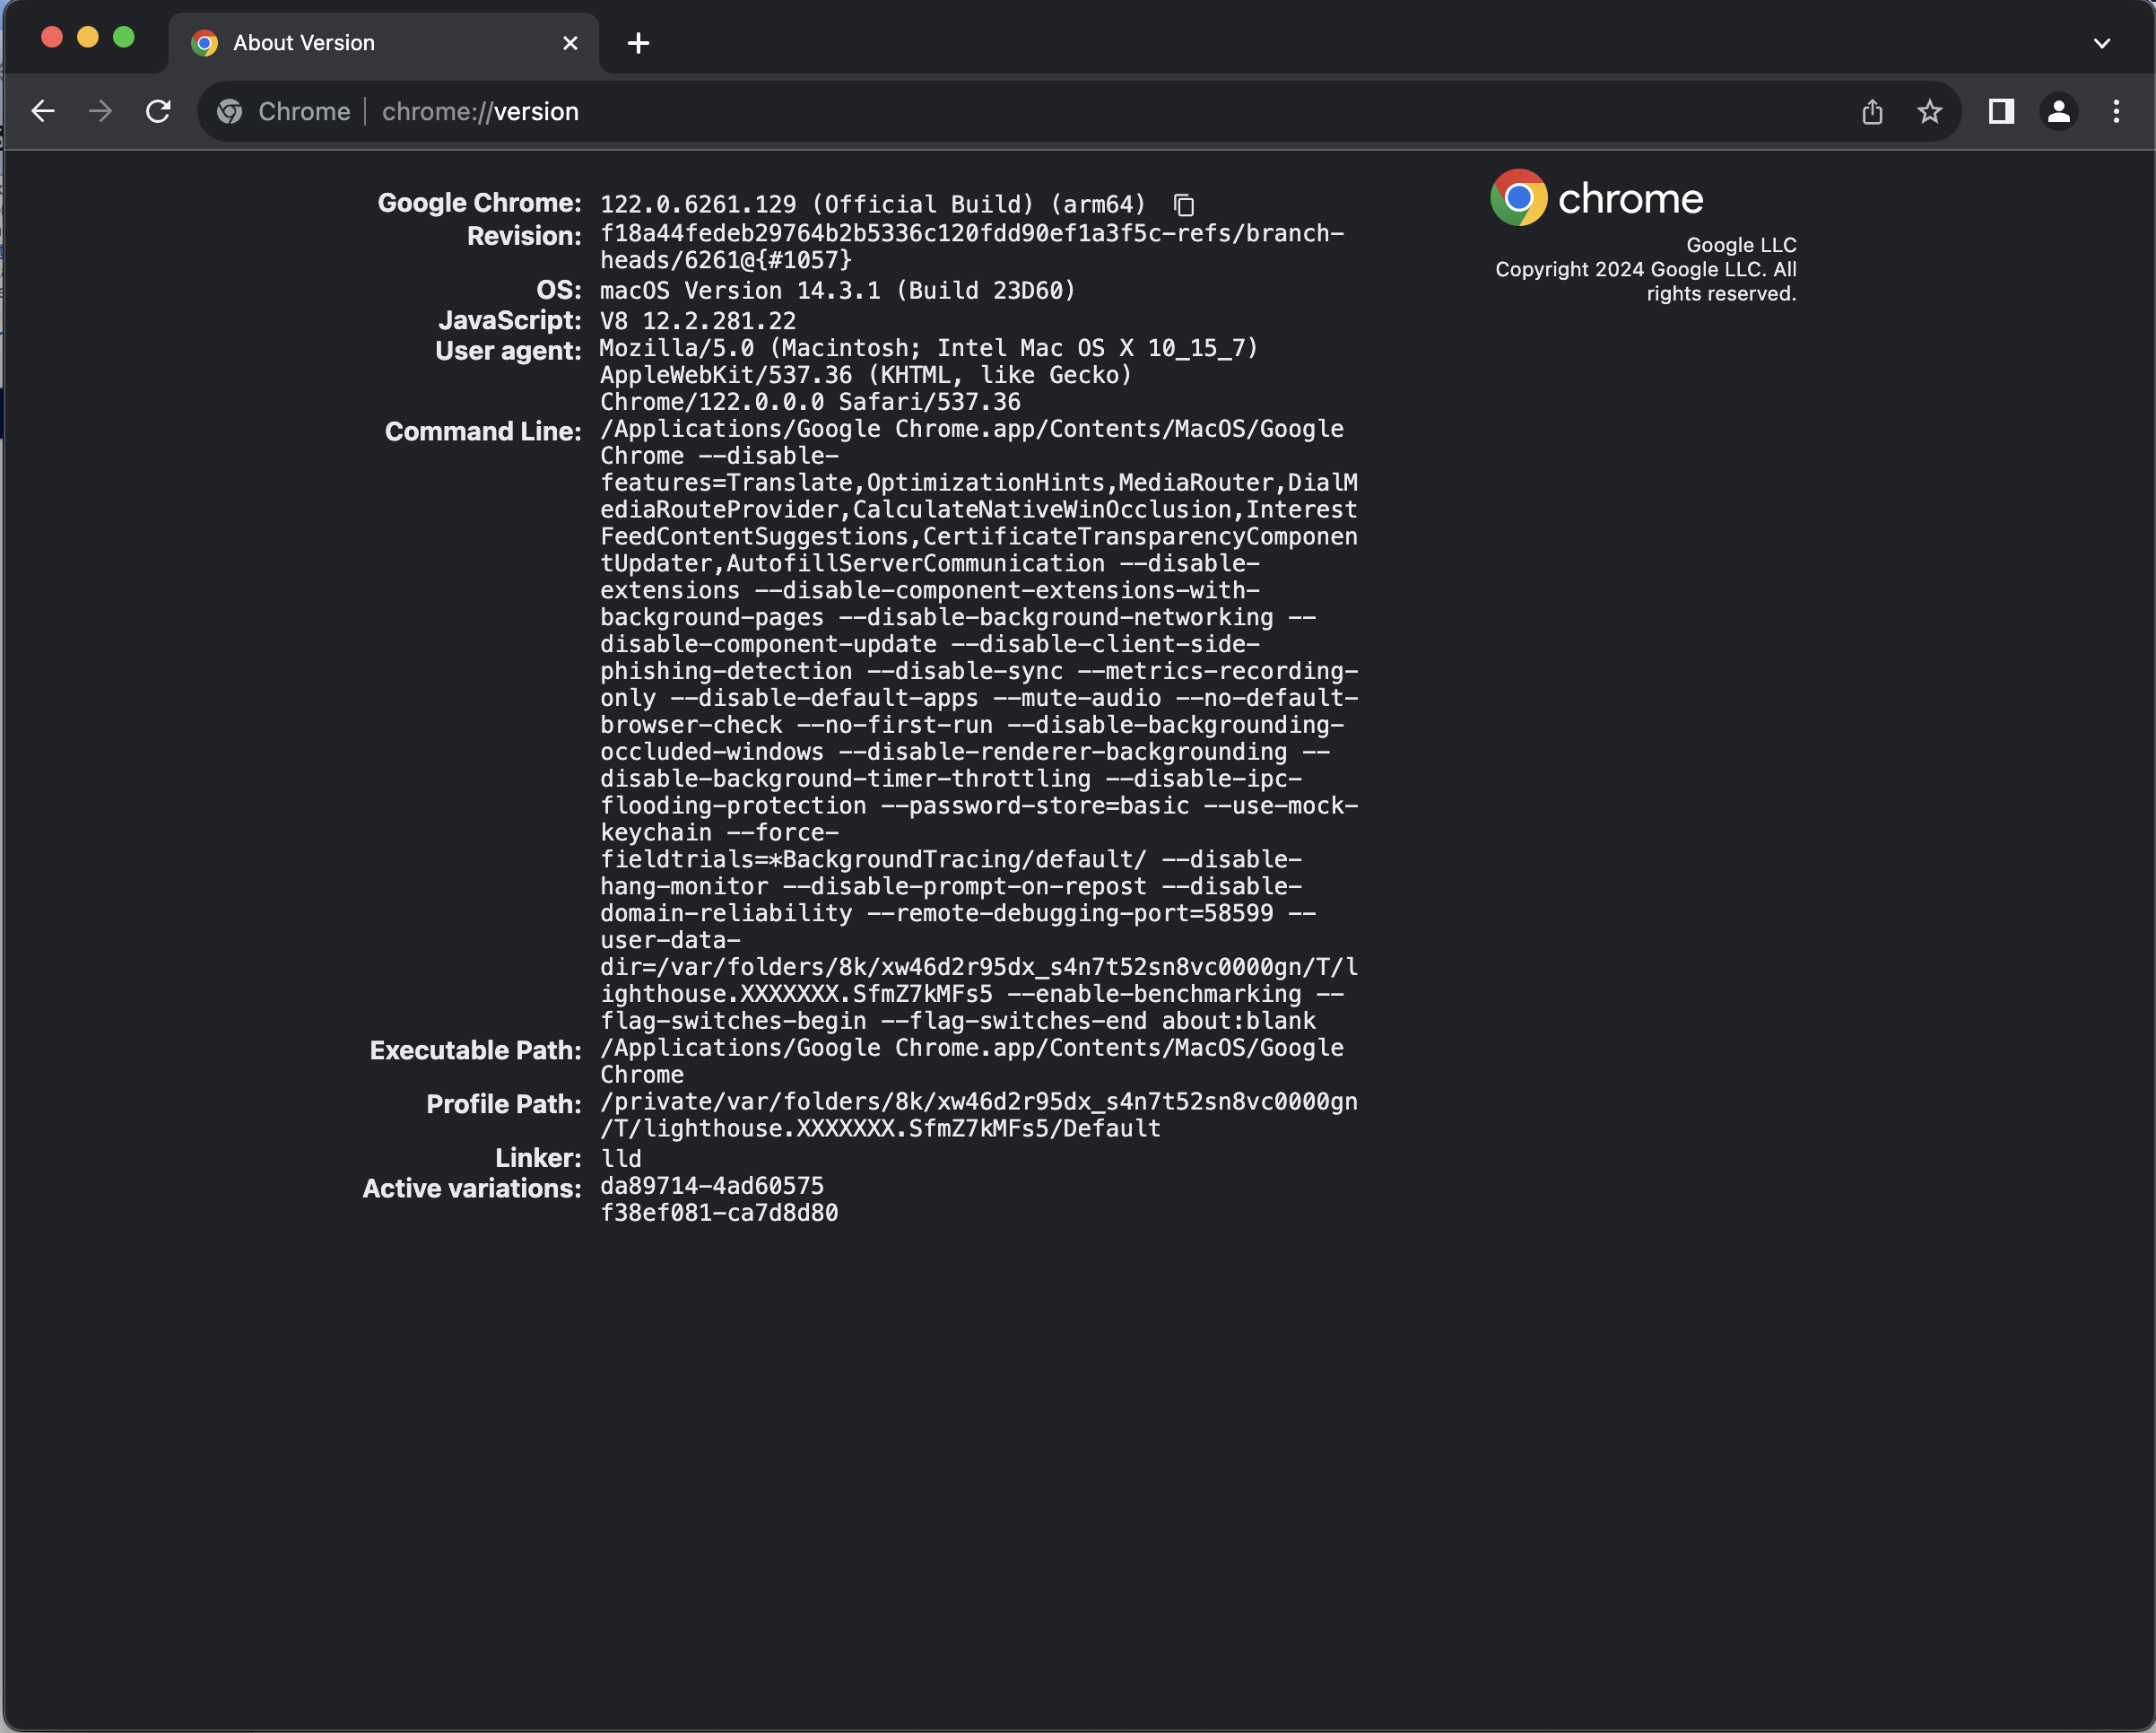 About Version
Chrome | chrome://version
Google Chrome: 122.0.6261.129 (Official Build) (arm64)
Revision: f18a44fedeb29764b2b5336c120fdd90ef1a3f5c-refs/branch-
heads/6261@{#1057}
OS: macOS Version 14.3.1 (Build 23D60)
JavaScript: V8 12.2.281.22
User agent: Mozilla/5.0 (Macintosh; Intel Mac OS X 10_15_7)
AppleWebKit/537.36 (KHTML, like Gecko)
Chrome/122.0.0.0 Safari/537.36
Command Line: /Applications/Google Chrome.app/Contents/MacOS/Google
Chrome --disable-
features=Translate,OptimizationHints,MediaRouter,DialM
ediaRouteProvider,CalculateNativeWinOcclusion,Interest
FeedContentSuggestions,CertificateTransparencyComponen
tUpdater,AutofillServerCommunication --disable-
extensions --disable-component-extensions-with-
background-pages --disable-background-networking --
disable-component-update --disable-client-side-
phishing-detection --disable-sync --metrics-recording-
only --disable-default-apps --mute-audio --no-default-
browser-check --no-first-run --disable-backgrounding-
occluded-windows --disable-renderer-backgrounding --
disable-background-timer-throttling --disable-ipc-
flooding-protection --password-store=basic --use-mock-
keychain --force-
fieldtrials=*BackgroundTracing/default/ --disable-
hang-monitor --disable-prompt-on-repost --disable-
domain-reliability --remote-debugging-port=58599 --
user-data-
dir=/var/folders/8k/xw46d2r95dx_s4n7t52sn8vc0000gn/T/l
ighthouse.XXXXXXX.SfmZ7kMFs5 --enable-benchmarking --
flag-switches-begin --flag-switches-end about:blank
Executable Path: /Applications/Google Chrome.app/Contents/MacOS/Google
Chrome
Profile Path: /private/var/folders/8k/xw46d2r95dx_s4n7t52sn8vc0000gn
/T/lighthouse.XXXXXXX.SfmZ7kMFs5/Default
Linker: lld
Active variations: da89714-4ad60575
f38ef081-ca7d8d80
chrome
Google LLC
Copyright 2024 Google LLC. All
rights reserved.